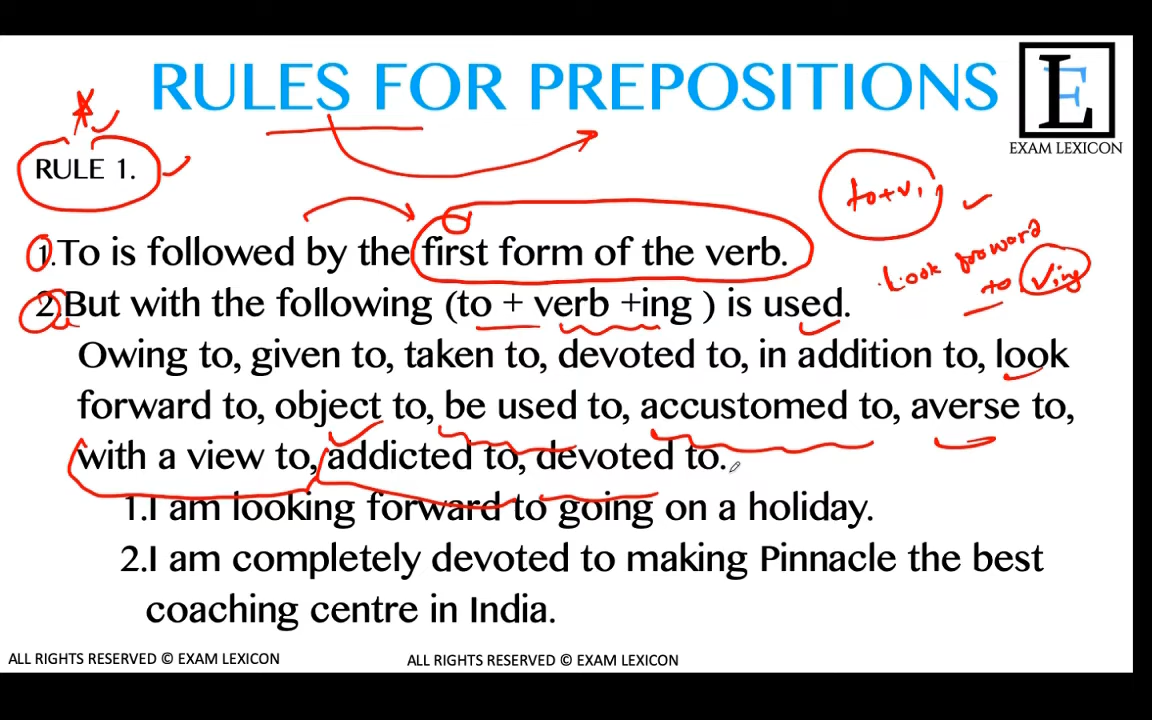 RULES FOR PREPOSITIONS
LE
EXAM LEXICON
RULE 1.
to+v1
1.To is followed by the first form of the verb.
Look forward
to Ving
2.But with the following (to + verb +ing ) is used.
Owing to, given to, taken to, devoted to, in addition to, look
forward to, object to, be used to, accustomed to, averse to,
with a view to, addicted to, devoted to.
1.I am looking forward to going on a holiday.
2.I am completely devoted to making Pinnacle the best
coaching centre in India.
ALL RIGHTS RESERVED © EXAM LEXICON
ALL RIGHTS RESERVED © EXAM LEXICON